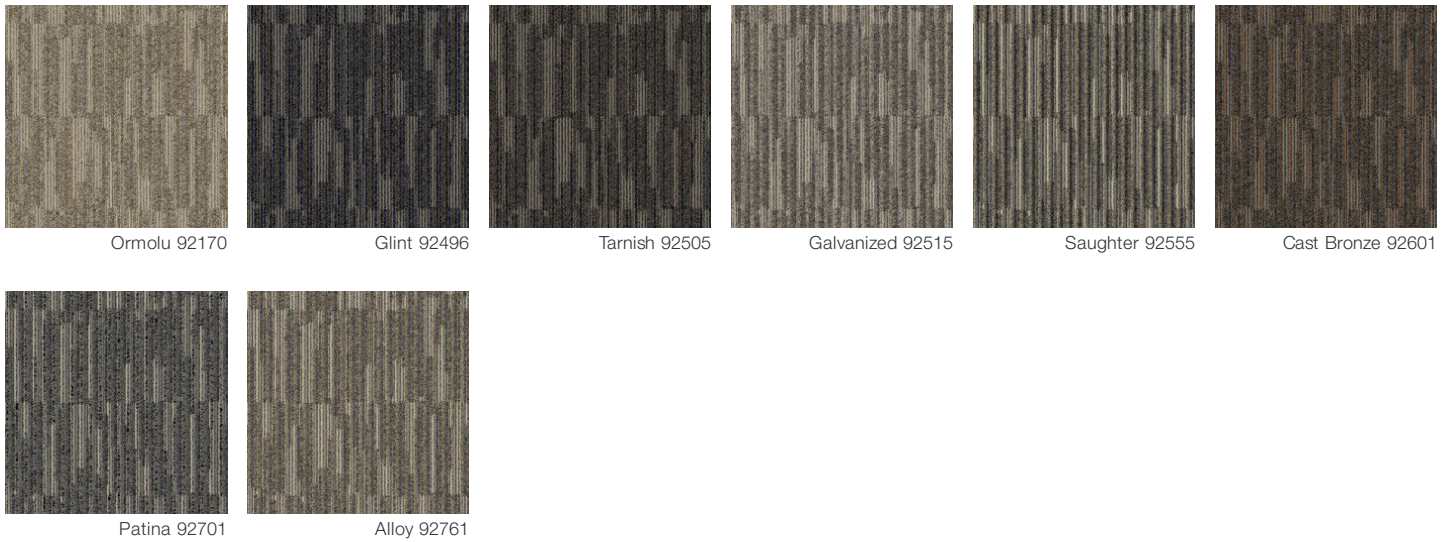 Ormolu 92170
Glint 92496
Tarnish 92505
Galvanized 92515
Saughter 92555
Cast Bronze 92601
Patina 92701
Alloy 92761